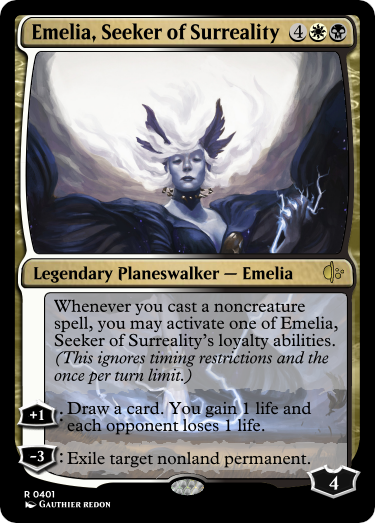 Emelia, Seeker of Surreality 4
Legendary Planeswalker — Emelia
Whenever you cast a noncreature
spell, you may activate one of Emelia,
Seeker of Surreality's loyalty abilities.
(This ignores timing restrictions and the
once per turn limit.)
+1: Draw a card. You gain 1 life and
each opponent loses 1 life.
-3: Exile target nonland permanent.
4
R 0401
Gauthier redon